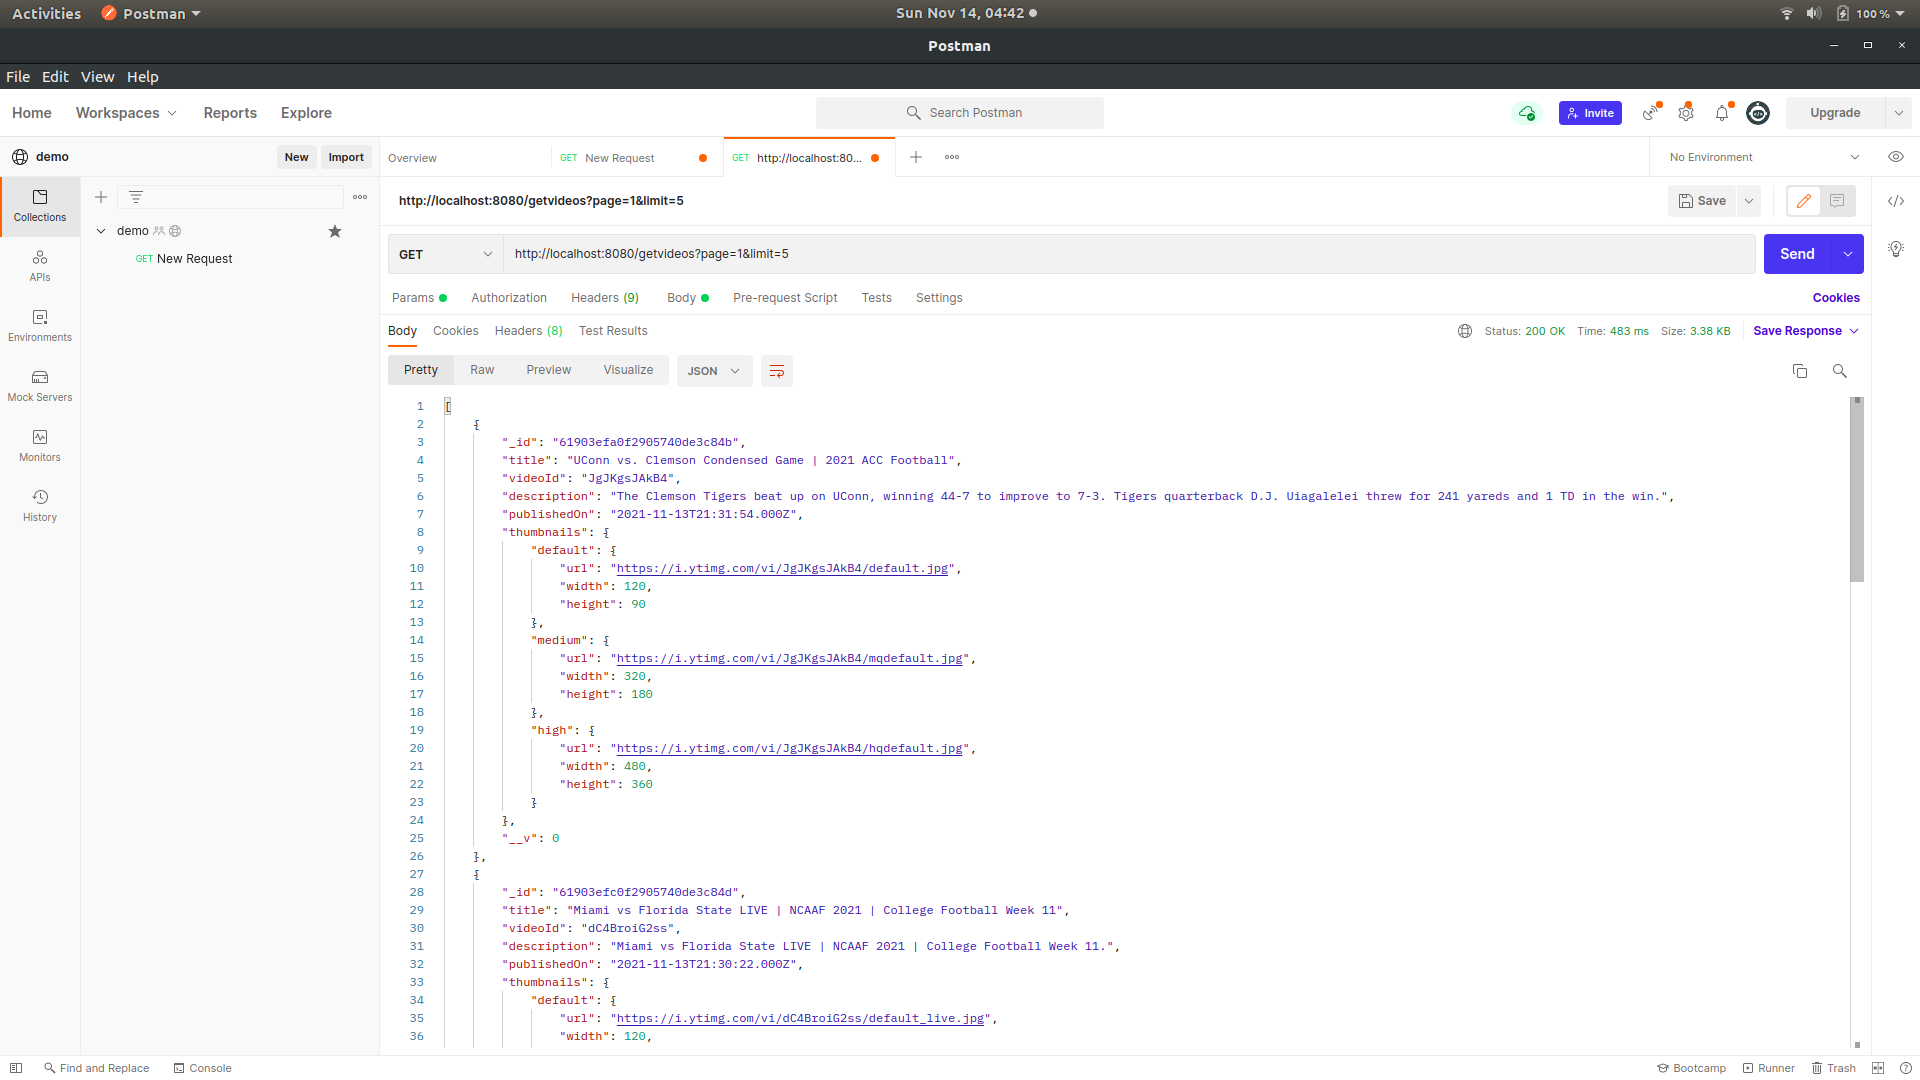 Activities Postman Sun Nov 14, 04:42 100 %
Postman
File Edit View Help
Home Workspaces Reports Explore Search Postman Invite Upgrade
demo New Import Overview GET New Request GET http://localhost:80... No Environment
Collections
APIs
Environments
Mock Servers
Monitors
History
demo
GET New Request
http://localhost:8080/getvideos?page=1&limit=5 Save
GET http://localhost:8080/getvideos?page=1&limit=5 Send
Params Authorization Headers (9) Body Pre-request Script Tests Settings Cookies
Body Cookies Headers (8) Test Results Status: 200 OK Time: 483 ms Size: 3.38 KB Save Response
Pretty Raw Preview Visualize JSON
1 [
2 {
3 "_id": "61903efa0f2905740de3c84b",
4 "title": "UConn vs. Clemson Condensed Game | 2021 ACC Football",
5 "videoId": "JgJKgsJAkB4",
6 "description": "The Clemson Tigers beat up on UConn, winning 44-7 to improve to 7-3. Tigers quarterback D.J. Uiagalelei threw for 241 yareds and 1 TD in the win.",
7 "publishedOn": "2021-11-13T21:31:54.000Z",
8 "thumbnails": {
9 "default": {
10 "url": "https://i.ytimg.com/vi/JgJKgsJAkB4/default.jpg",
11 "width": 120,
12 "height": 90
13 },
14 "medium": {
15 "url": "https://i.ytimg.com/vi/JgJKgsJAkB4/mqdefault.jpg",
16 "width": 320,
17 "height": 180
18 },
19 "high": {
20 "url": "https://i.ytimg.com/vi/JgJKgsJAkB4/hqdefault.jpg",
21 "width": 480,
22 "height": 360
23 }
24 },
25 "__v": 0
26 },
27 {
28 "_id": "61903efc0f2905740de3c84d",
29 "title": "Miami vs Florida State LIVE | NCAAF 2021 | College Football Week 11",
30 "videoId": "dC4BroiG2ss",
31 "description": "Miami vs Florida State LIVE | NCAAF 2021 | College Football Week 11.",
32 "publishedOn": "2021-11-13T21:30:22.000Z",
33 "thumbnails": {
34 "default": {
35 "url": "https://i.ytimg.com/vi/dC4BroiG2ss/default_live.jpg",
36 "width": 120,
Find and Replace Console Bootcamp Runner Trash